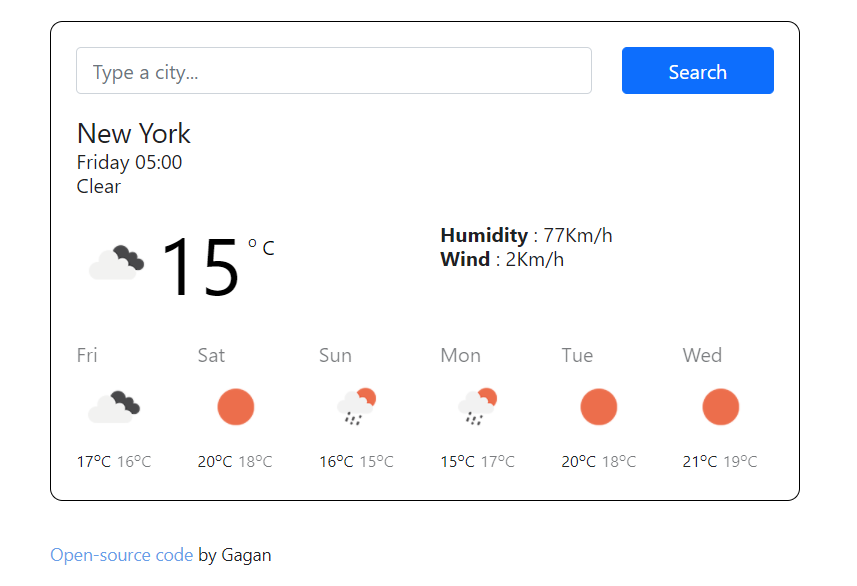 Type a city... Search
New York
Friday 05:00
Clear
15 °C
Humidity : 77Km/h
Wind : 2Km/h
Fri Sat Sun Mon Tue Wed
17°C 16°C 20°C 18°C 16°C 15°C 15°C 17°C 20°C 18°C 21°C 19°C
Open-source code by Gagan